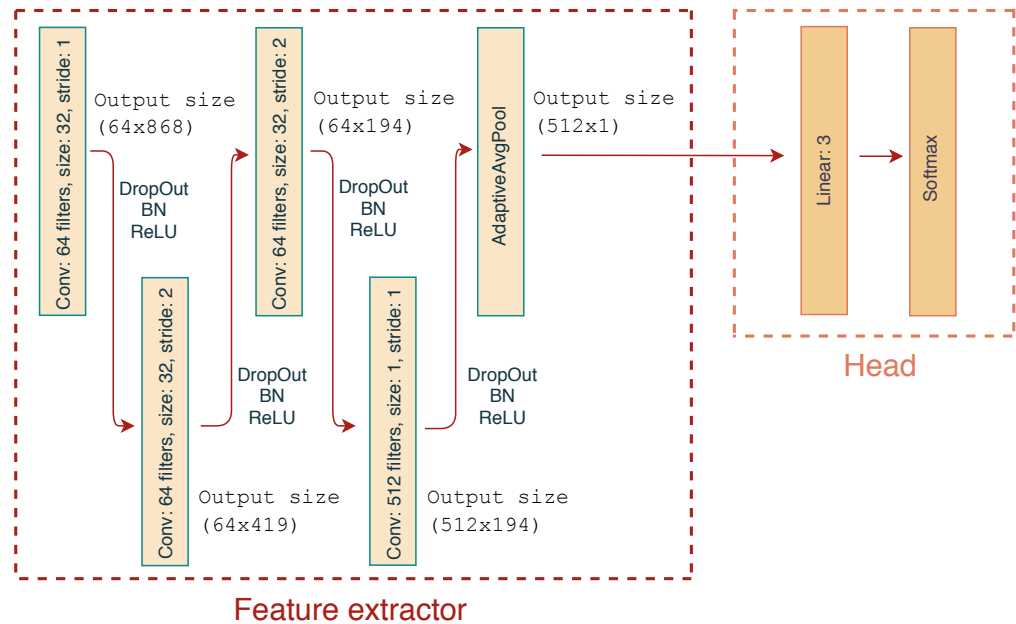 Conv: 64 filters, size: 32, stride: 1
Output size
(64x868)
DropOut
BN
ReLU
Conv: 64 filters, size: 32, stride: 2
Output size
(64x419)
DropOut
BN
ReLU
Conv: 64 filters, size: 32, stride: 2
Output size
(64x194)
DropOut
BN
ReLU
Conv: 512 filters, size: 1, stride: 1
Output size
(512x194)
DropOut
BN
ReLU
AdaptiveAvgPool
Output size
(512x1)
Feature extractor
Linear: 3
Softmax
Head